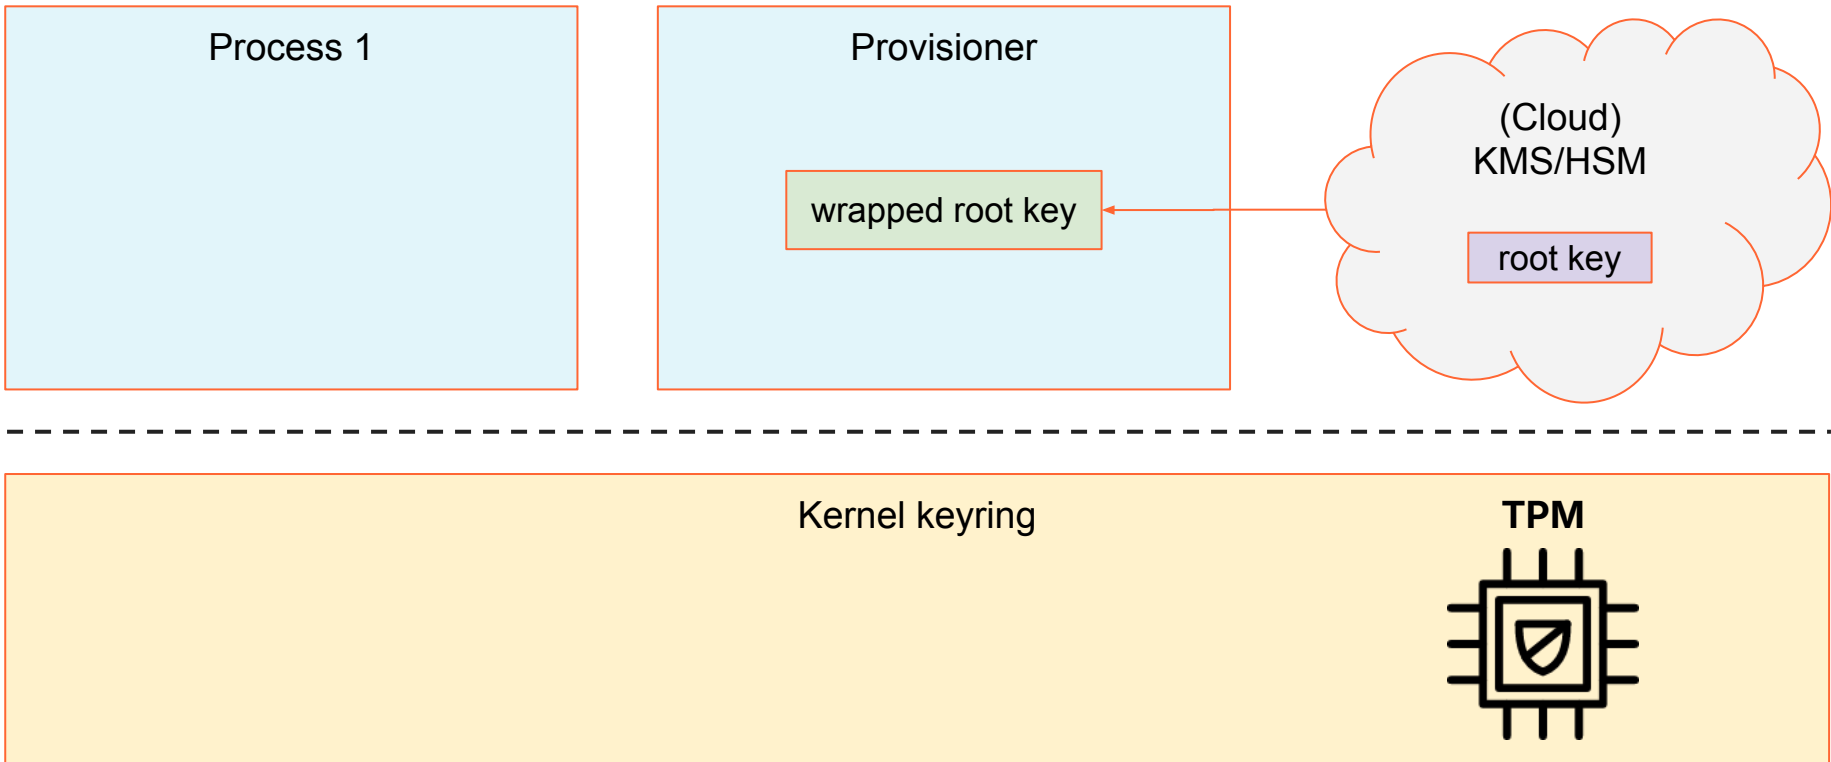 Process 1
Provisioner
(Cloud)
KMS/HSM
wrapped root key
root key
Kernel keyring
TPM